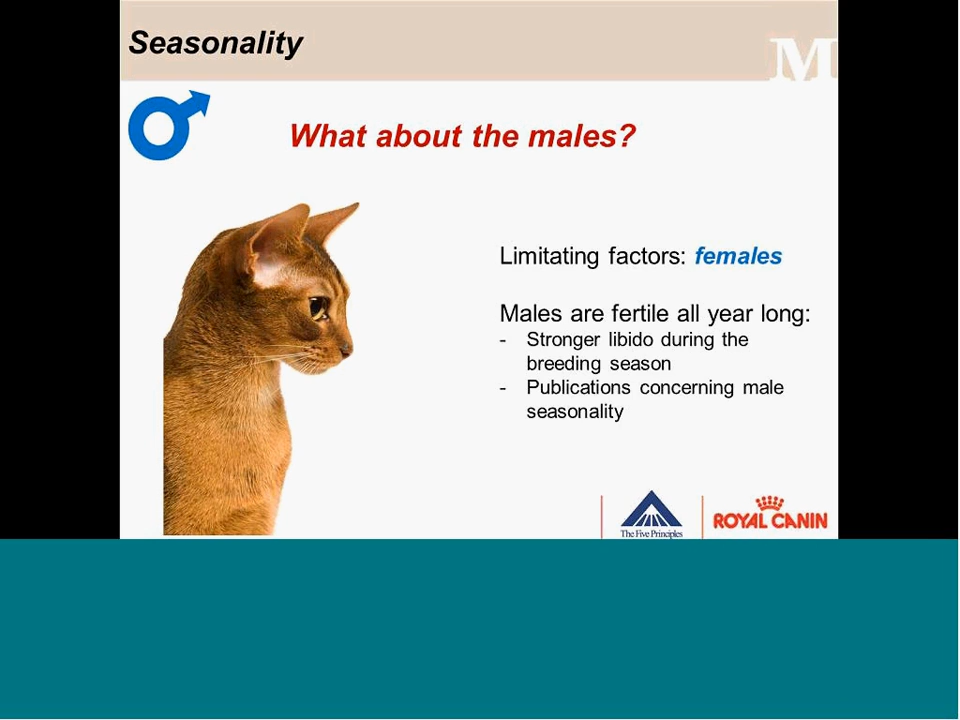 Seasonality
M
What about the males?
Limitating factors: females
Males are fertile all year long:
- Stronger libido during the
breeding season
- Publications concerning male
seasonality
The Five Principles
ROYAL CANIN